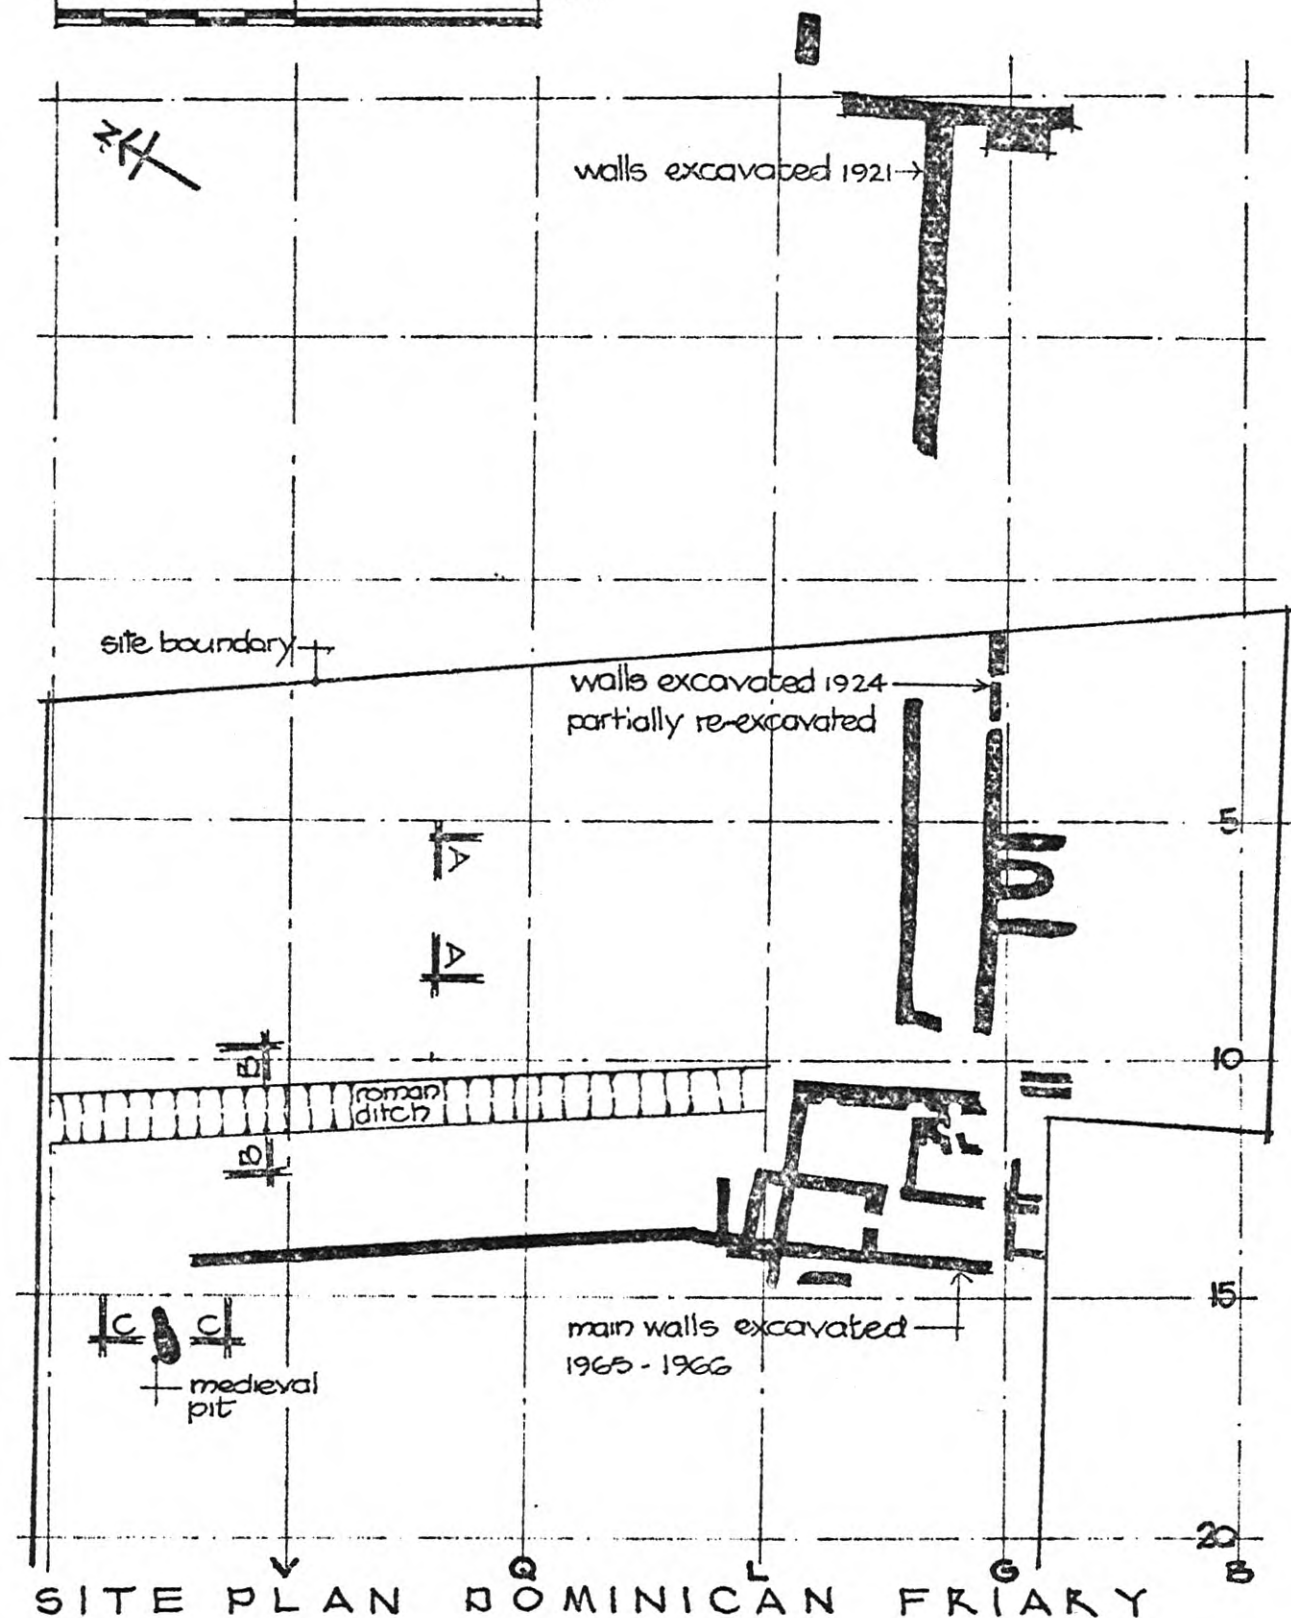 N
walls excavated 1921
site boundary
walls excavated 1924
partially re-excavated
5
A
A
10
B
roman
ditch
B
15
C C
main walls excavated
1965 - 1966
medieval
pit
20
V Q L G B
SITE PLAN DOMINICAN FRIARY